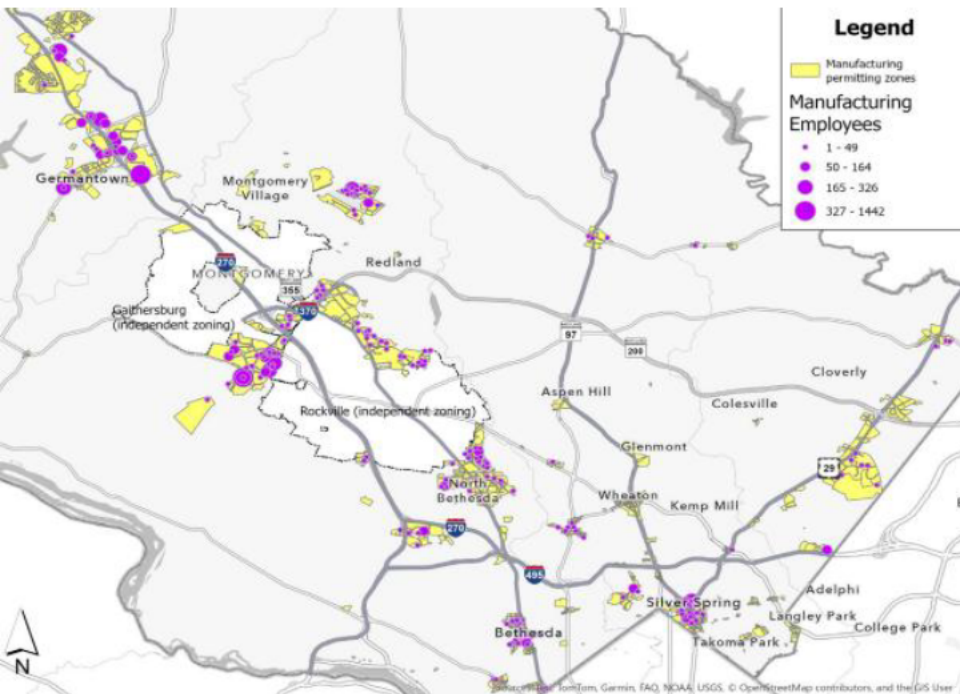 Legend
Manufacturing
permitting zones
Manufacturing
Employees
1 - 49
50 - 164
165 - 326
327 - 1442
Germantown
Montgomery
Village
Redland
270
MONTGOMERY
355
370
Gaithersburg
(independent zoning)
97
200
Cloverly
Aspen Hill
Colesville
Rockville (independent zoning)
Glenmont
29
North
Bethesda
Wheaton
Kemp Mill
270
495
Adelphi
Silver Spring
Langley Park
College Park
Bethesda
Takoma Park
N
TomTom, Garmin, FAO, NOAA, USGS, © OpenStreetMap contributors, and the GIS User